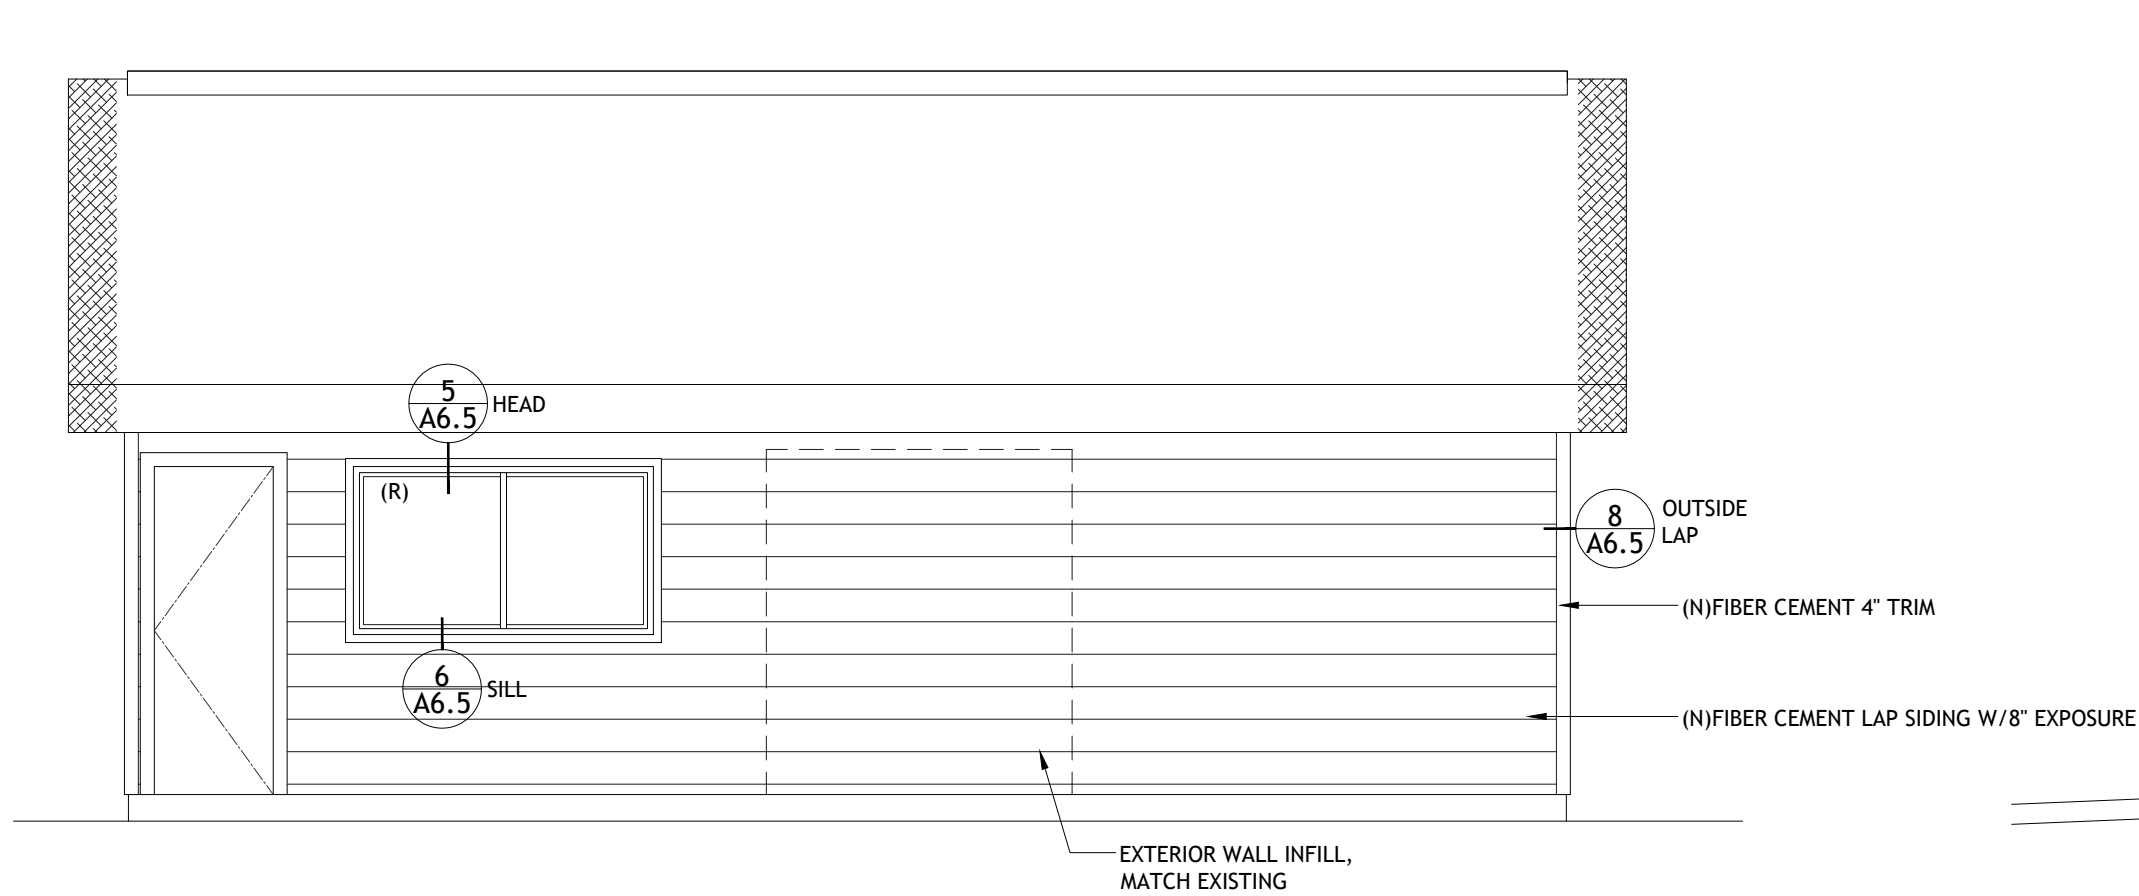 5
A6.5
HEAD
(R)
8
A6.5
OUTSIDE
LAP
(N)FIBER CEMENT 4" TRIM
6
A6.5
SILL
(N)FIBER CEMENT LAP SIDING W/8" EXPOSURE
EXTERIOR WALL INFILL,
MATCH EXISTING